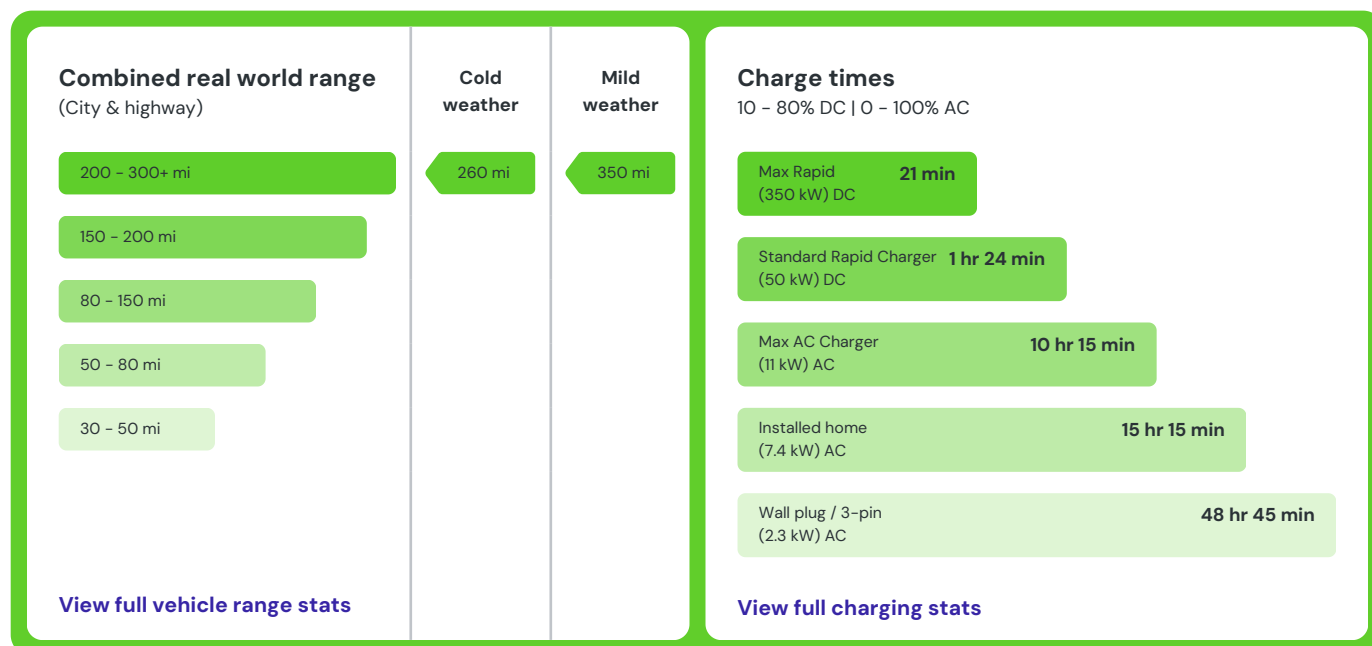 Combined real world range
(City & highway)
Cold
weather
Mild
weather
200 - 300+ mi
260 mi
350 mi
150 - 200 mi
80 - 150 mi
50 - 80 mi
30 - 50 mi
View full vehicle range stats
Charge times
10 - 80% DC | 0 - 100% AC
Max Rapid
(350 kW) DC
21 min
Standard Rapid Charger
(50 kW) DC
1 hr 24 min
Max AC Charger
(11 kW) AC
10 hr 15 min
Installed home
(7.4 kW) AC
15 hr 15 min
Wall plug / 3-pin
(2.3 kW) AC
48 hr 45 min
View full charging stats